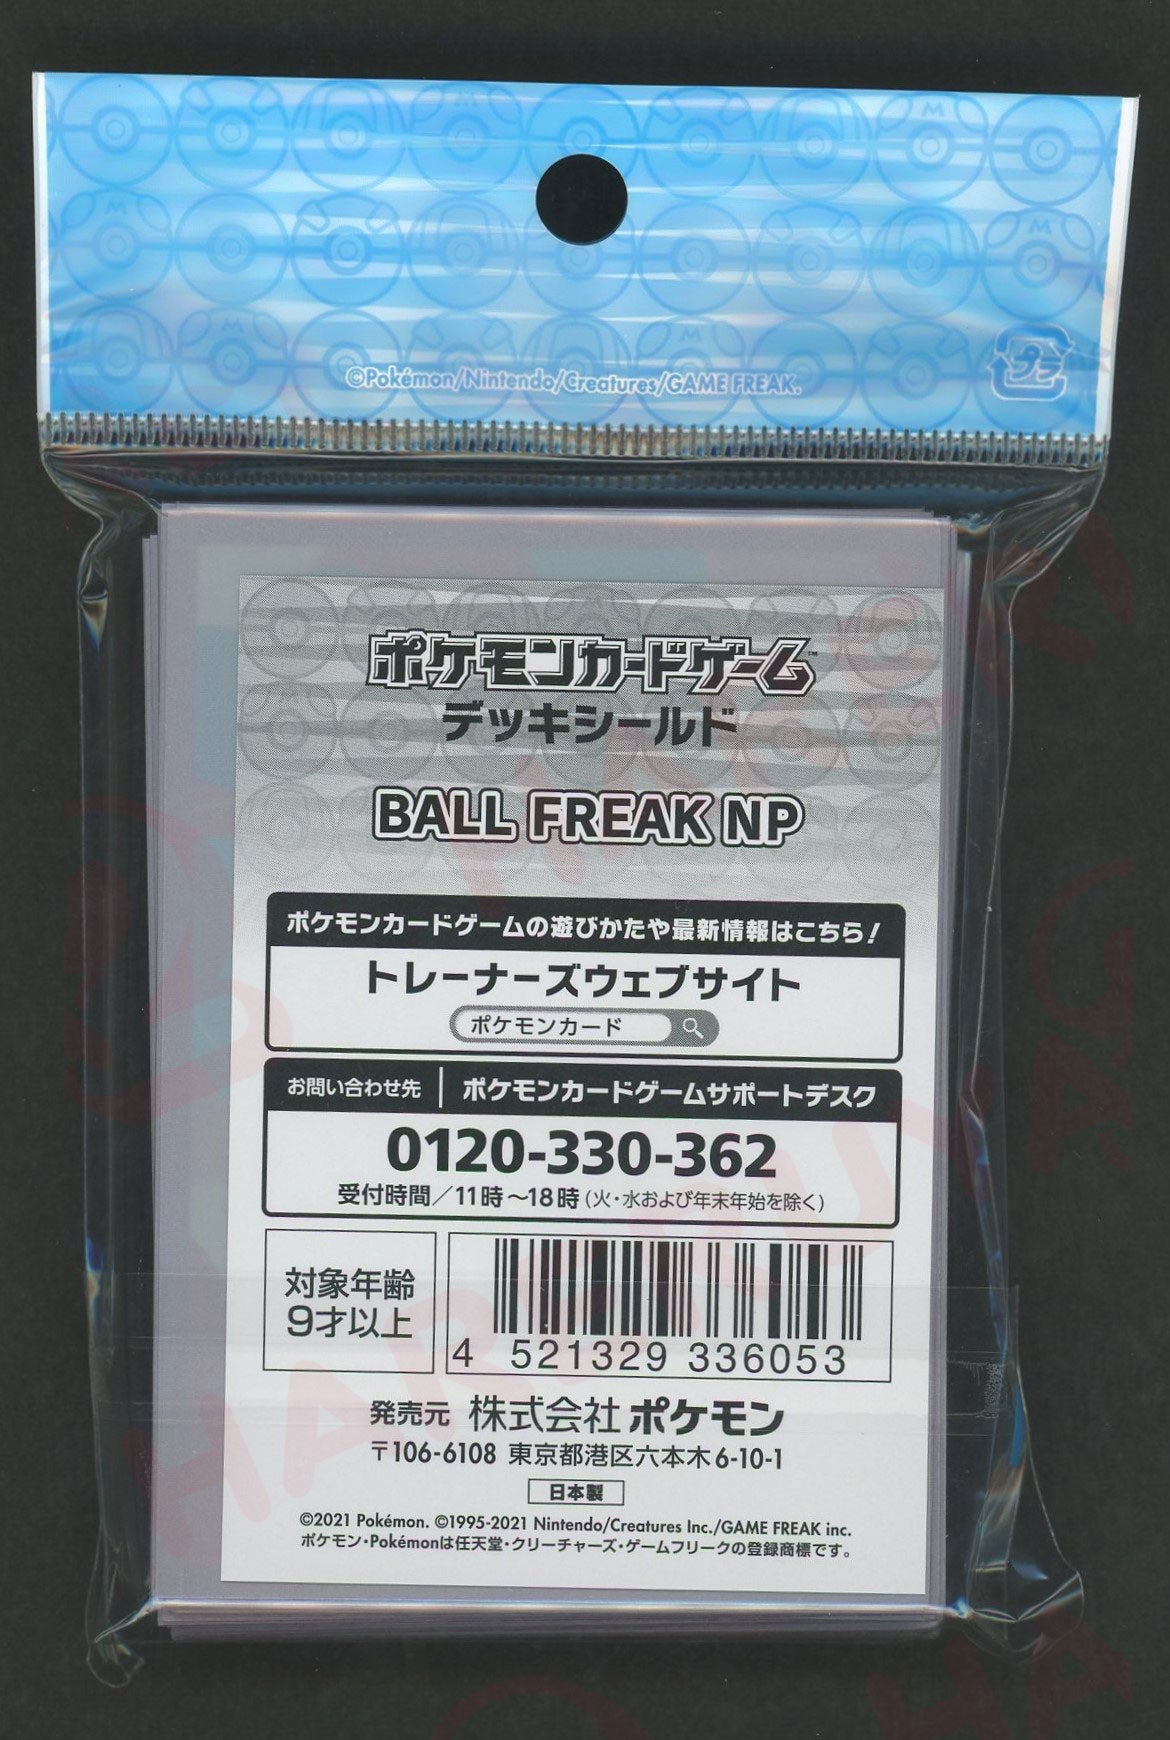 ©Pokémon/Nintendo/Creatures/GAME FREAK.
プラ
ポケモンカードゲーム™
デッキシールド
BALL FREAK NP
ポケモンカードゲームの遊びかたや最新情報はこちら!
トレーナーズウェブサイト
ポケモンカード
お問い合わせ先 ポケモンカードゲームサポートデスク
0120-330-362
受付時間/11時〜18時(火・水および年末年始を除く)
対象年齢
9才以上
4 521329 336053
発売元 株式会社ポケモン
〒106-6108 東京都港区六本木6-10-1
日本製
©2021 Pokémon. ©1995-2021 Nintendo/Creatures Inc./GAME FREAK inc.
ポケモン・Pokémonは任天堂・クリーチャーズ・ゲームフリークの登録商標です。